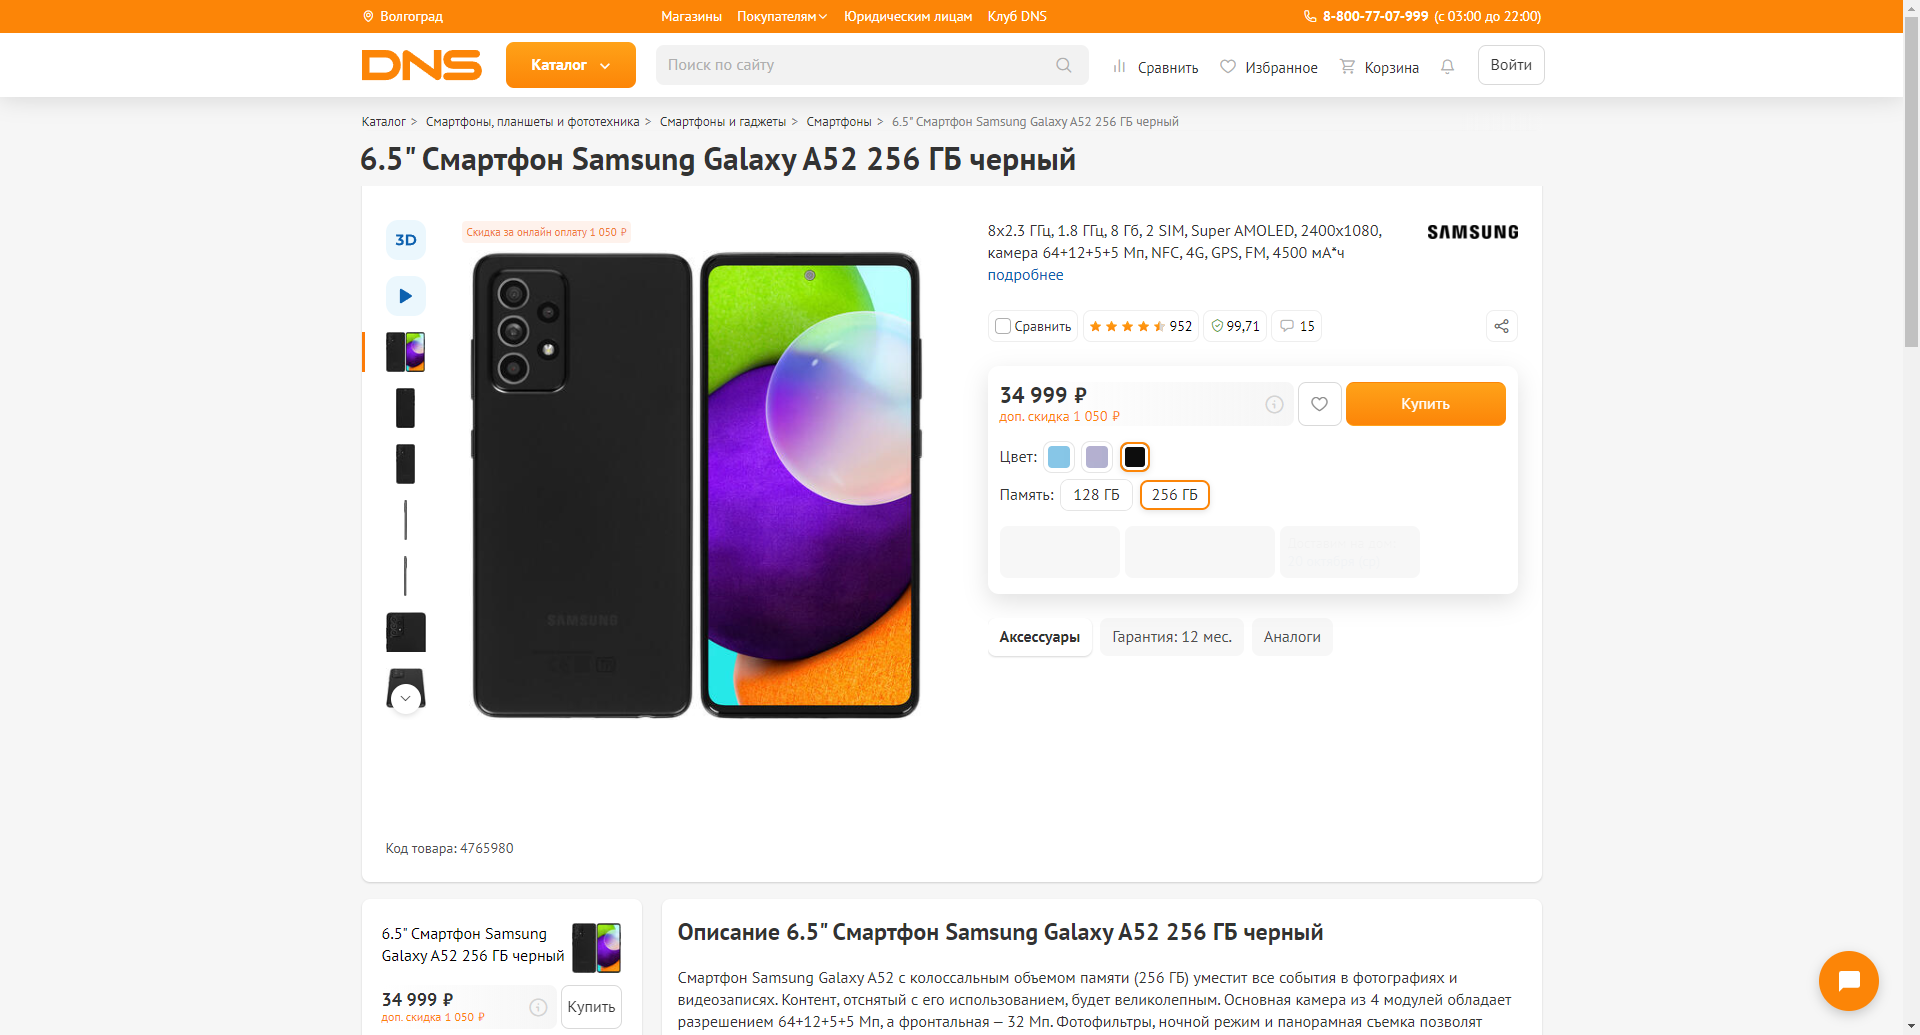 Волгоград
Магазины Покупателям Юридическим лицам Клуб DNS
8-800-77-07-999 (с 03:00 до 22:00)
DNS
Каталог
Поиск по сайту
Сравнить
Избранное
Корзина
Войти
Каталог > Смартфоны, планшеты и фототехника > Смартфоны и гаджеты > Смартфоны > 6.5" Смартфон Samsung Galaxy A52 256 ГБ черный
6.5" Смартфон Samsung Galaxy A52 256 ГБ черный
3D
Скидка за онлайн оплату 1 050 ₽
SAMSUNG
8x2.3 ГГц, 1.8 ГГц, 8 Гб, 2 SIM, Super AMOLED, 2400x1080,
камера 64+12+5+5 Мп, NFC, 4G, GPS, FM, 4500 мА*ч
подробнее
SAMSUNG
Сравнить
952
99,71
15
34 999 ₽
доп. скидка 1 050 ₽
Купить
Цвет:
Память: 128 ГБ 256 ГБ
Аксессуары
Гарантия: 12 мес.
Аналоги
Код товара: 4765980
6.5" Смартфон Samsung
Galaxy A52 256 ГБ черный
34 999 ₽
доп. скидка 1 050 ₽
Купить
Описание 6.5" Смартфон Samsung Galaxy A52 256 ГБ черный
Смартфон Samsung Galaxy A52 с колоссальным объемом памяти (256 ГБ) уместит все события в фотографиях и
видеозаписях. Контент, отснятый с его использованием, будет великолепным. Основная камера из 4 модулей обладает
разрешением 64+12+5+5 Мп, а фронтальная – 32 Мп. Фотофильтры, ночной режим и панорамная съемка позволят